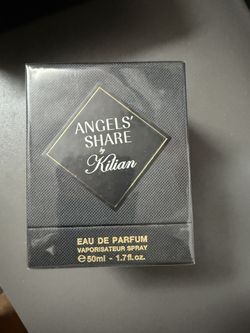 ANGELS'
SHARE
by
Kilian
EAU DE PARFUM
VAPORISATEUR SPRAY
℮50ml - 1.7fl.oz.